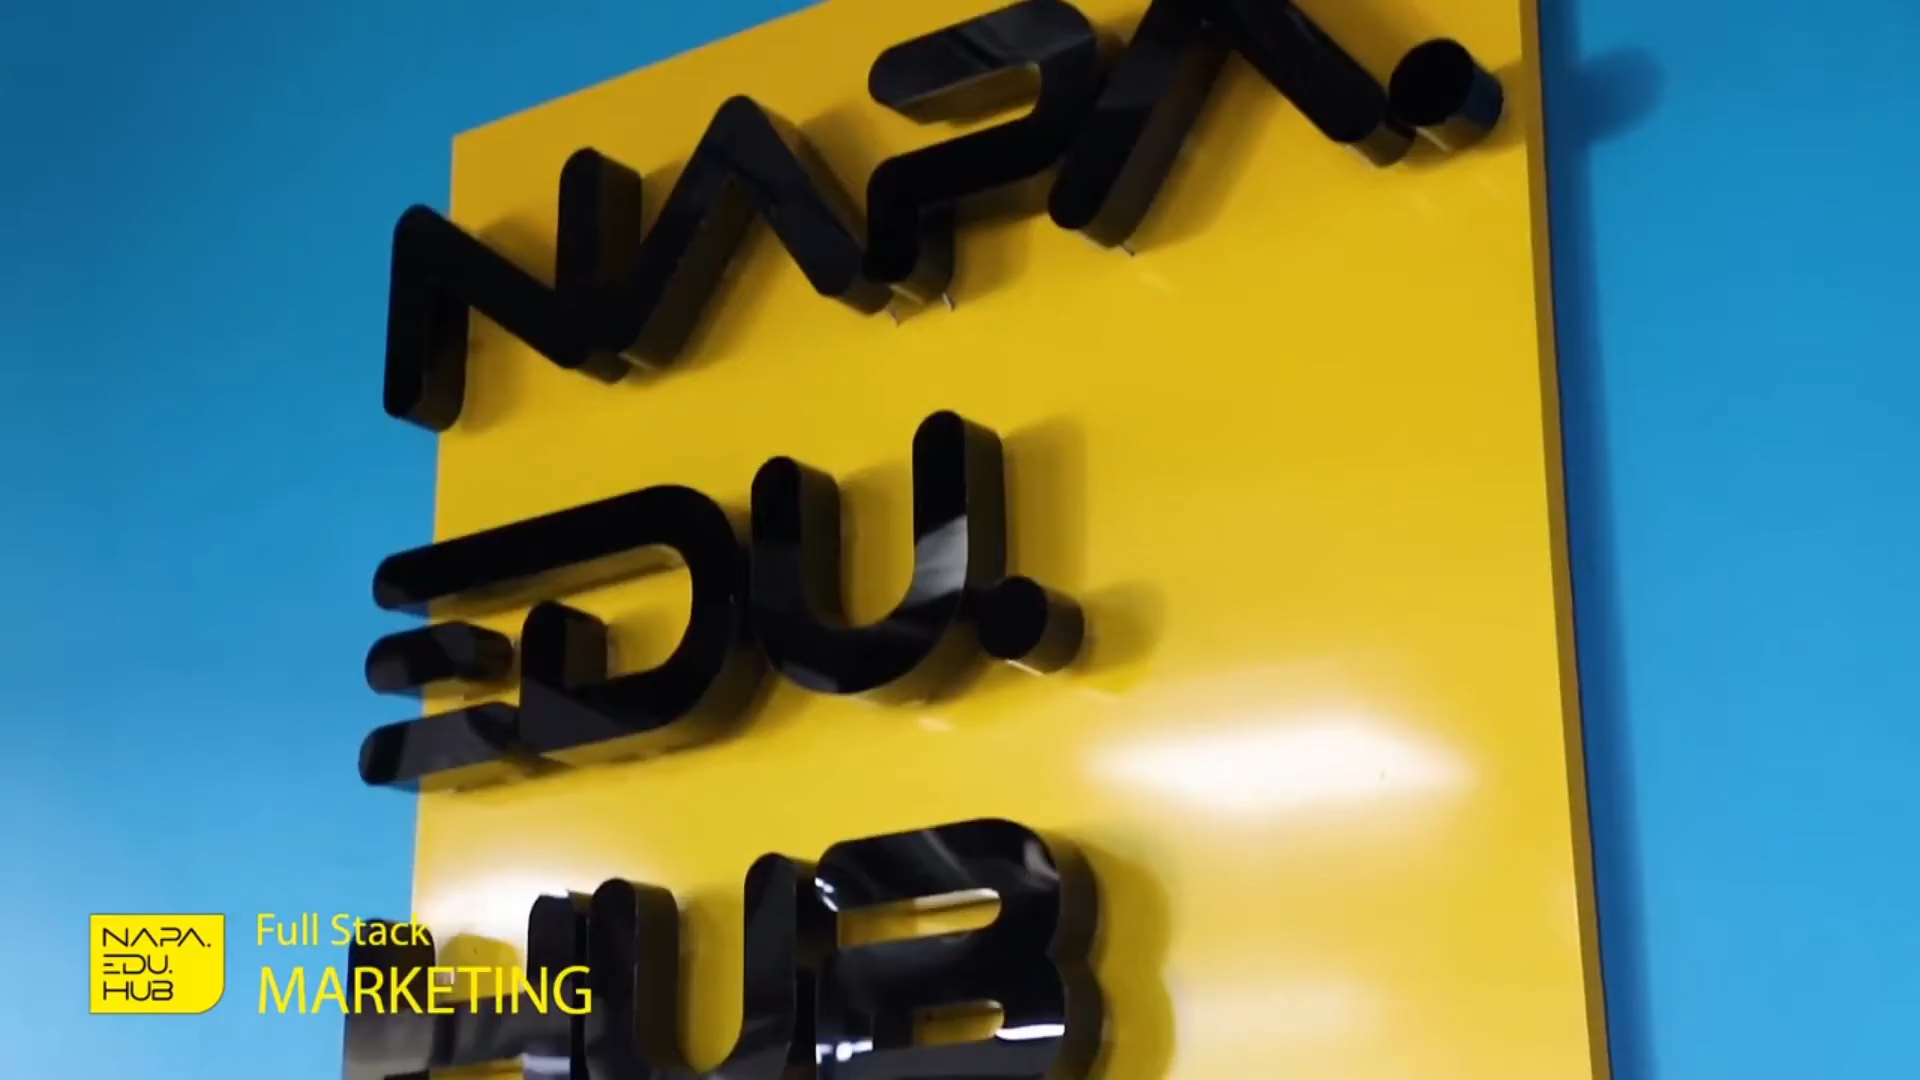 NAPA.
EDU.
HUB
NAPA.
EDU.
HUB
Full Stack
MARKETING